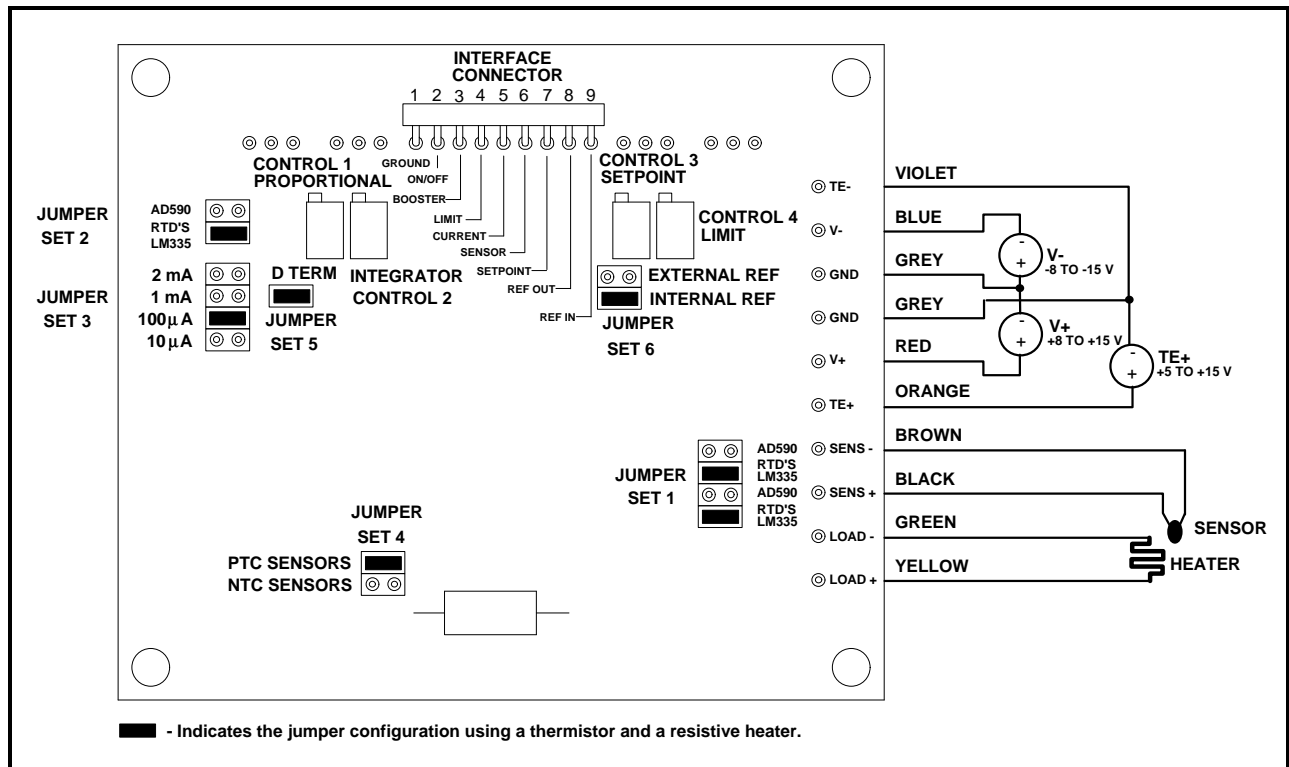 INTERFACE
CONNECTOR
1 2 3 4 5 6 7 8 9
GROUND
ON/OFF
BOOSTER
LIMIT
CURRENT
SENSOR
SETPOINT
REF OUT
REF IN
CONTROL 1
PROPORTIONAL
INTEGRATOR
CONTROL 2
CONTROL 3
SETPOINT
CONTROL 4
LIMIT
JUMPER
SET 2
AD590
RTD'S
LM335
JUMPER
SET 3
2 mA
1 mA
100µA
10µA
D TERM
JUMPER
SET 5
EXTERNAL REF
INTERNAL REF
JUMPER
SET 6
TE-
V-
GND
GND
V+
TE+
SENS -
SENS +
LOAD -
LOAD +
VIOLET
BLUE
GREY
GREY
RED
ORANGE
BROWN
BLACK
GREEN
YELLOW
-
+
V-
-8 TO -15 V
-
+
V+
+8 TO +15 V
-
+
TE+
+5 TO +15 V
SENSOR
HEATER
JUMPER
SET 1
AD590
RTD'S
LM335
AD590
RTD'S
LM335
JUMPER
SET 4
PTC SENSORS
NTC SENSORS
- Indicates the jumper configuration using a thermistor and a resistive heater.